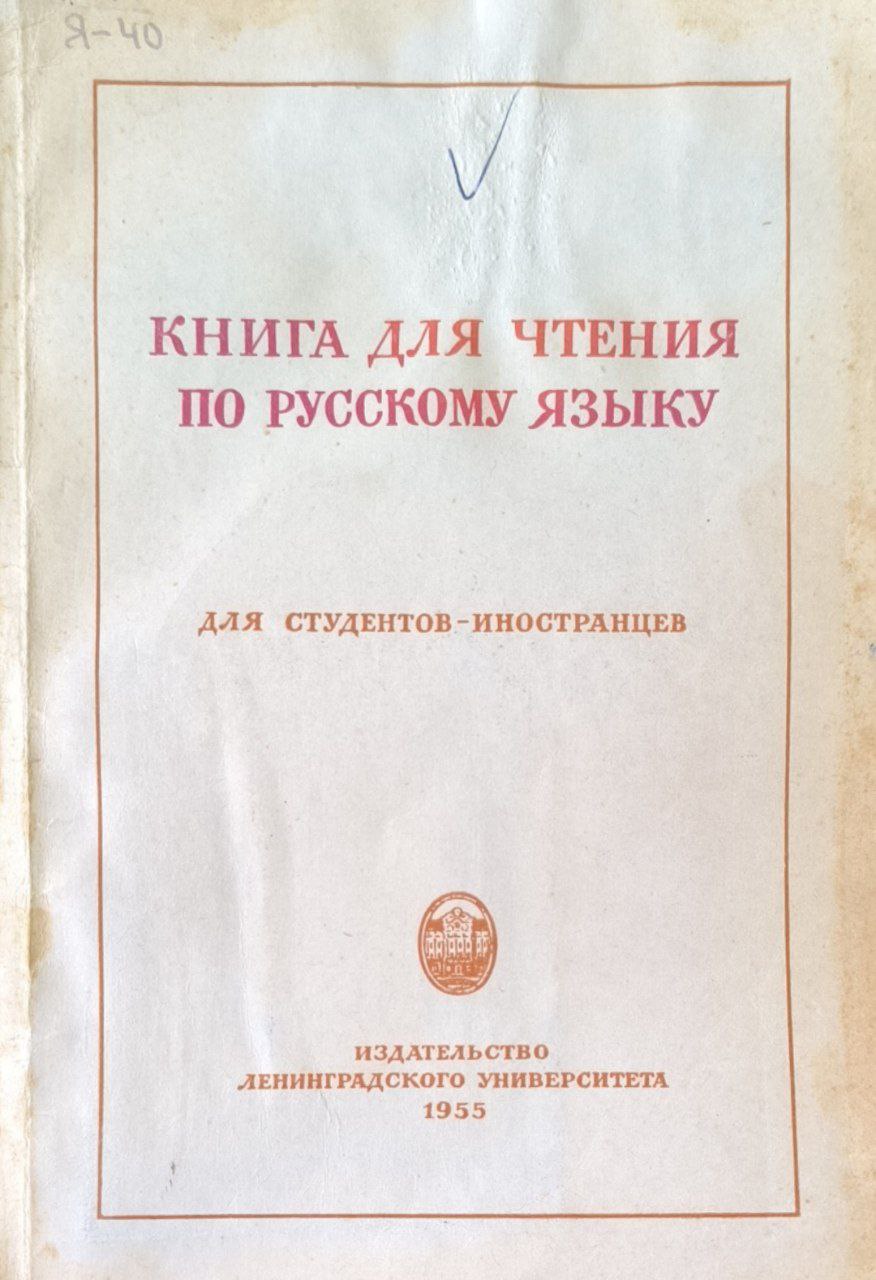 Я-40
КНИГА ДЛЯ ЧТЕНИЯ
ПО РУССКОМУ ЯЗЫКУ
ДЛЯ СТУДЕНТОВ-ИНОСТРАНЦЕВ
ИЗДАТЕЛЬСТВО
ЛЕНИНГРАДСКОГО УНИВЕРСИТЕТА
1955